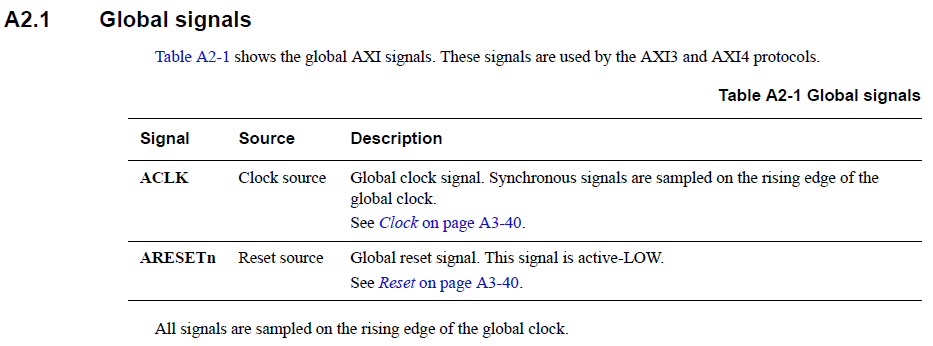 A2.1 Global signals
Table A2-1 shows the global AXI signals. These signals are used by the AXI3 and AXI4 protocols.
Table A2-1 Global signals
Signal Source Description
ACLK Clock source Global clock signal. Synchronous signals are sampled on the rising edge of the
global clock.
See Clock on page A3-40.
ARESETn Reset source Global reset signal. This signal is active-LOW.
See Reset on page A3-40.
All signals are sampled on the rising edge of the global clock.